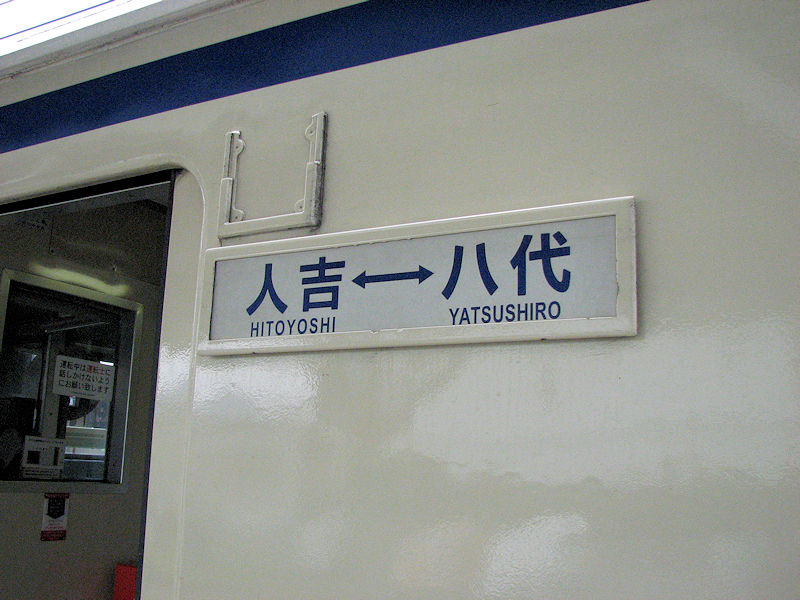 人吉 ↔ 八代
HITOYOSHI YATSUSHIRO
運転中は運転士に
話しかけないよう
にお願い致します